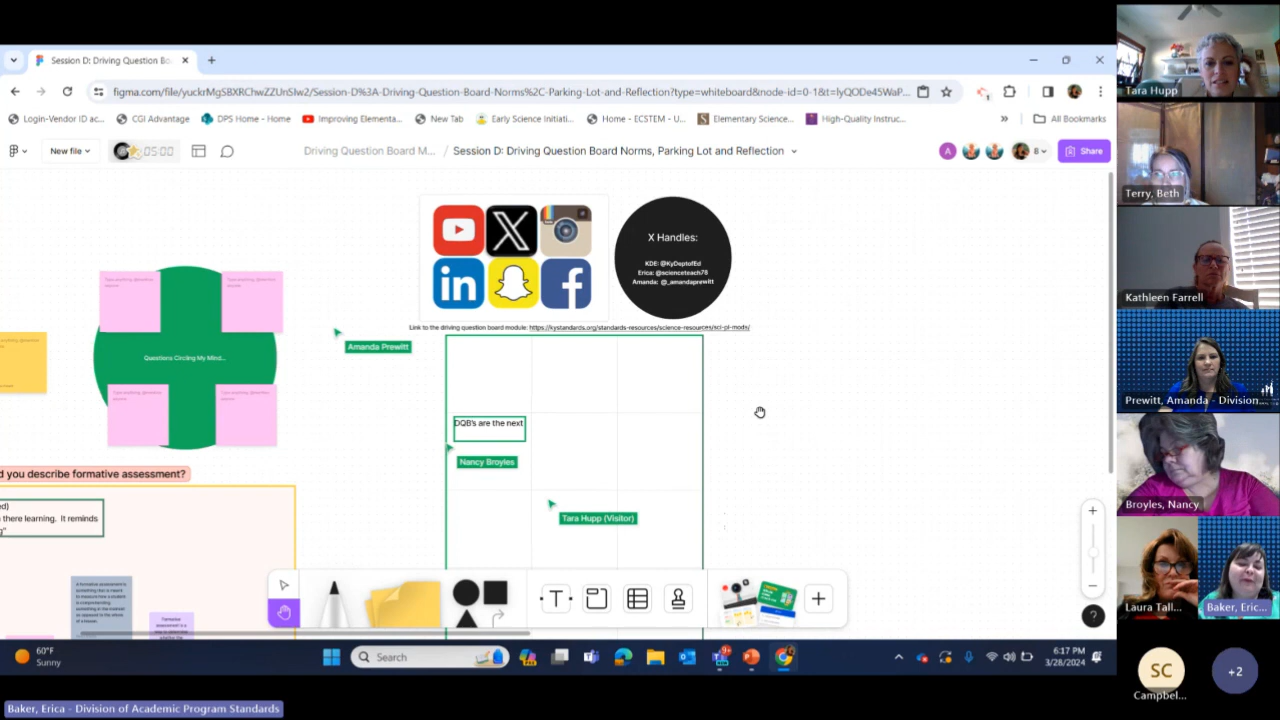 Session D: Driving Question Bo
figma.com/file/yuckrMgSBXRChwZZUnSIw2/Session-D%3A-Driving-Question-Board-Norms%2C-Parking-Lot-and-Reflection?type=whiteboard&node-id=0-1&t=lyQODe45WaP...
Login-Vendor ID ac...
CGI Advantage
DPS Home - Home
Improving Elementa...
New Tab
Early Science Initiati...
Home - ECSTEM - U...
Elementary Science...
High-Quality Instruc...
All Bookmarks
New file
05:00
Driving Question Board M... / Session D: Driving Question Board Norms, Parking Lot and Reflection
A
8
Share
X Handles:
KDE: @KyDeptofEd
Erica: @scienceteach78
Amanda: @_amandaprewitt
Link to the driving question board module: https://kystandards.org/standards-resources/science-resources/sci-pl-mods/
Questions Circling My Mind...
Amanda Prewitt
DQB's are the next
Nancy Broyles
Tara Hupp (Visitor)
d you describe formative assessment?
ed)
n there learning. It reminds
g"
60°F
Sunny
Search
6:17 PM
3/28/2024
Tara Hupp
Terry, Beth
Kathleen Farrell
Prewitt, Amanda - Division...
Broyles, Nancy
Laura Tall...
Baker, Eric...
SC
Campbel...
+2
Baker, Erica - Division of Academic Program Standards